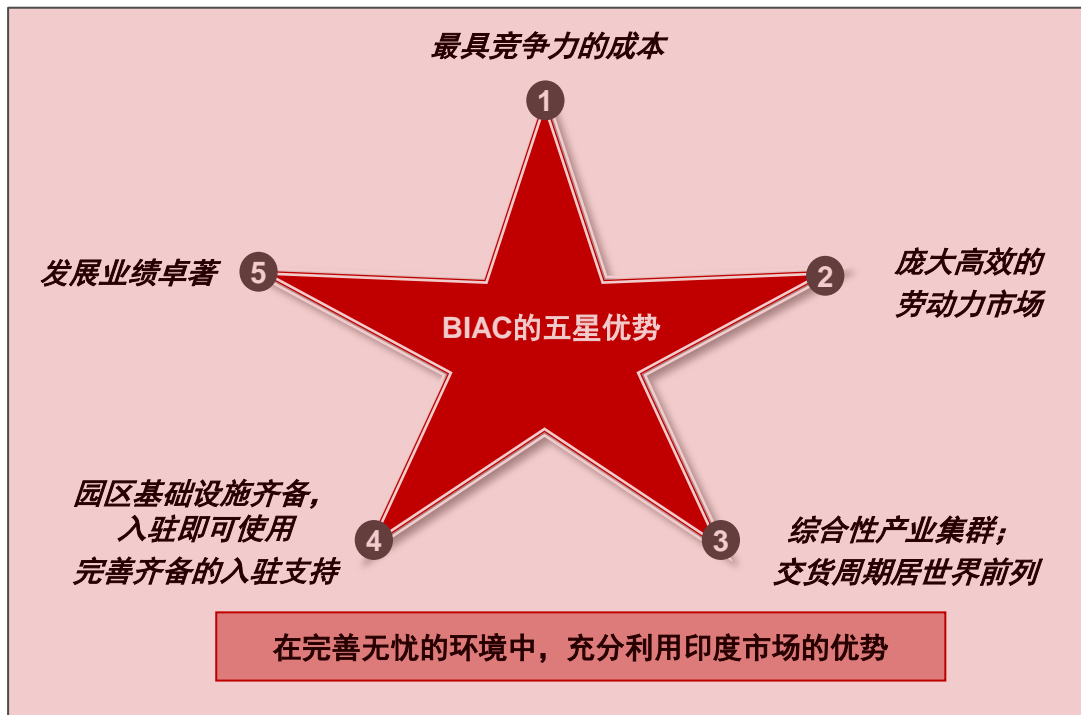 最具竞争力的成本
1
发展业绩卓著
5
2
庞大高效的
劳动力市场
BIAC的五星优势
园区基础设施齐备，
入驻即可使用
完善齐备的入驻支持
4
3
综合性产业集群；
交货周期居世界前列
在完善无忧的环境中，充分利用印度市场的优势